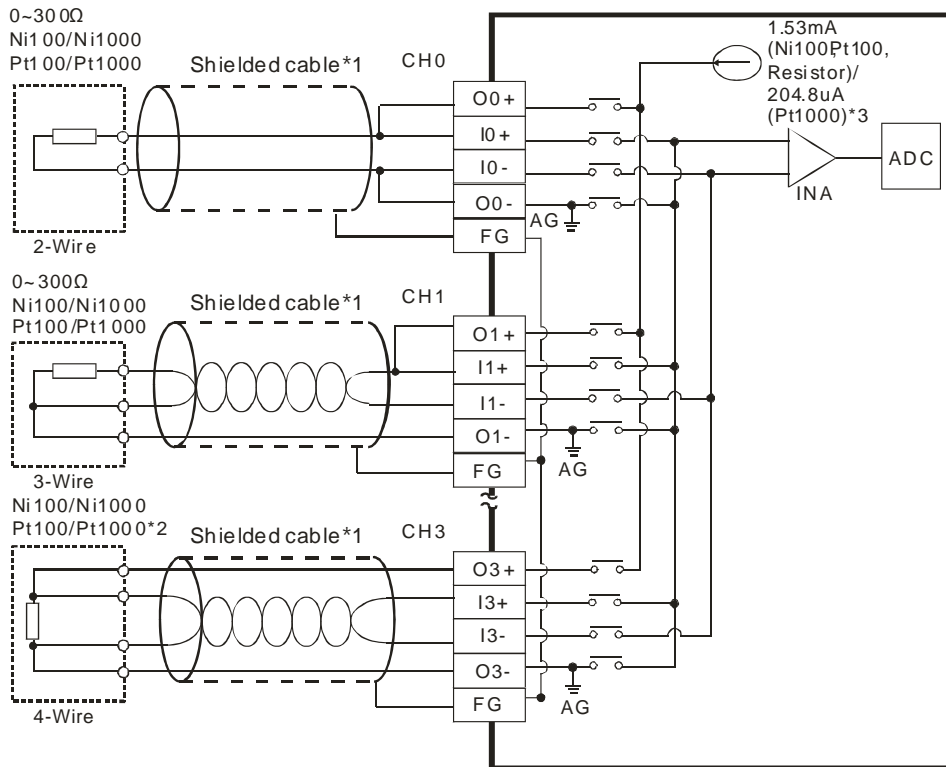 0~300Ω
Ni100/Ni1000
Pt100/Pt1000
Shielded cable*1
CH0
O0+
I0+
I0-
O0-
FG
AG
2-Wire
1.53mA
(Ni100,Pt100,
Resistor)/
204.8uA
(Pt1000)*3
INA
ADC
0~300Ω
Ni100/Ni1000
Pt100/Pt1000
Shielded cable*1
CH1
O1+
I1+
I1-
O1-
FG
AG
3-Wire
Ni100/Ni1000
Pt100/Pt1000*2
Shielded cable*1
CH3
O3+
I3+
I3-
O3-
FG
AG
4-Wire